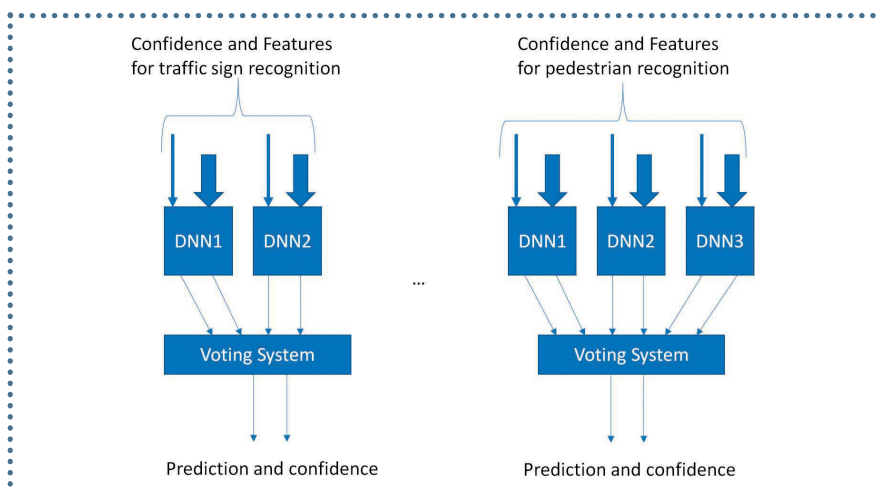 Confidence and Features
for traffic sign recognition
DNN1
DNN2
Voting System
Prediction and confidence
...
Confidence and Features
for pedestrian recognition
DNN1
DNN2
DNN3
Voting System
Prediction and confidence